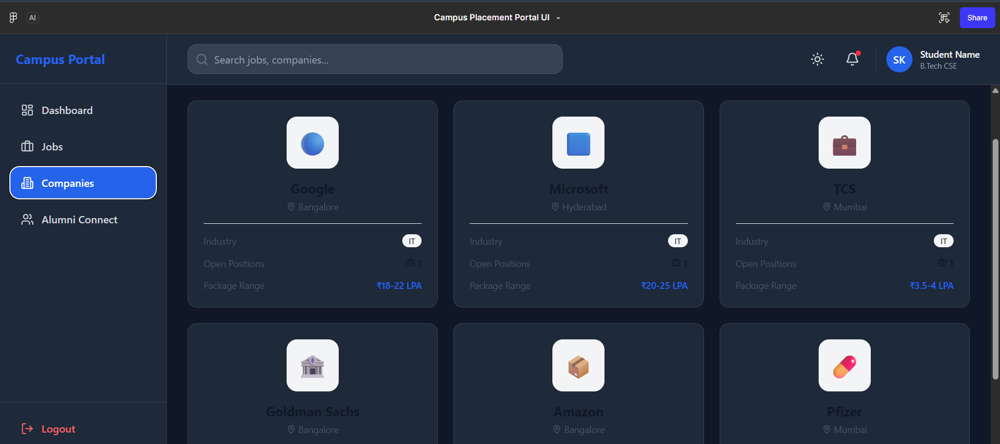 AI
Campus Placement Portal UI
Share
Campus Portal
Search jobs, companies...
SK
Student Name
B.Tech CSE
Dashboard
Jobs
Companies
Alumni Connect
Logout
Google
Bangalore
Industry
IT
Open Positions
1
Package Range
₹18-22 LPA
Microsoft
Hyderabad
Industry
IT
Open Positions
1
Package Range
₹20-25 LPA
TCS
Mumbai
Industry
IT
Open Positions
1
Package Range
₹3.5-4 LPA
Goldman Sachs
Bangalore
Amazon
Bangalore
Pfizer
Mumbai